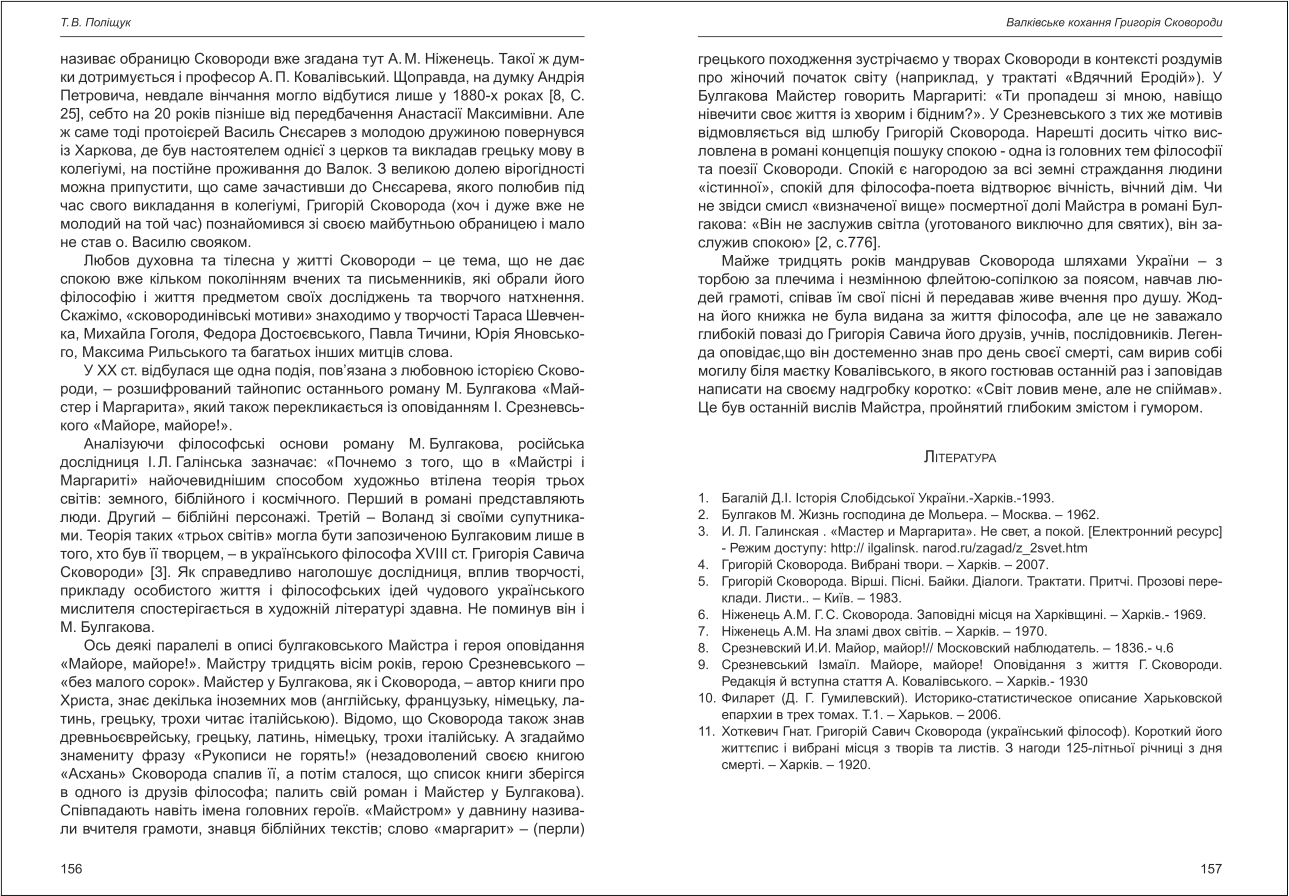 Т. В. Поліщук
називає обраницю Сковороди вже згадана тут А. М. Ніженець. Такої ж дум-
ки дотримується і професор А. П. Ковалівський. Щоправда, на думку Андрія
Петровича, невдале вінчання могло відбутися лише у 1880-х роках [8, С.
25], себто на 20 років пізніше від передбачення Анастасії Максимівни. Але
ж саме тоді протоієрей Василь Снєсарев з молодою дружиною повернувся
із Харкова, де був настоятелем однієї з церков та викладав грецьку мову в
колегіумі, на постійне проживання до Валок. З великою долею вірогідності
можна припустити, що саме зачастивши до Снєсарева, якого полюбив під
час свого викладання в колегіумі, Григорій Сковорода (хоч і дуже вже не
молодий на той час) познайомився зі своєю майбутньою обраницею і мало
не став о. Василю свояком.
Любов духовна та тілесна у житті Сковороди – це тема, що не дає
спокою вже кільком поколінням вчених та письменників, які обрали його
філософію і життя предметом своїх досліджень та творчого натхнення.
Скажімо, «сковородинівські мотиви» знаходимо у творчості Тараса Шевчен-
ка, Михайла Гоголя, Федора Достоєвського, Павла Тичини, Юрія Яновсько-
го, Максима Рильського та багатьох інших митців слова.
У ХХ ст. відбулася ще одна подія, пов’язана з любовною історією Сково-
роди, – розшифрований тайнопис останнього роману М. Булгакова «Май-
стер і Маргарита», який також перекликається із оповіданням І. Срезневсь-
кого «Майоре, майоре!».
Аналізуючи філософські основи роману М. Булгакова, російська
дослідниця І. Л. Галінська зазначає: «Почнемо з того, що в «Майстрі і
Маргариті» найочевиднішим способом художньо втілена теорія трьох
світів: земного, біблійного і космічного. Перший в романі представляють
люди. Другий – біблійні персонажі. Третій – Воланд зі своїми супутника-
ми. Теорія таких «трьох світів» могла бути запозиченою Булгаковим лише в
того, хто був її творцем, – в українського філософа XVIII ст. Григорія Савича
Сковороди» [3]. Як справедливо наголошує дослідниця, вплив творчості,
прикладу особистого життя і філософських ідей чудового українського
мислителя спостерігається в художній літературі здавна. Не поминув він і
М. Булгакова.
Ось деякі паралелі в описі булгаковського Майстра і героя оповідання
«Майоре, майоре!». Майстру тридцять вісім років, герою Срезневського –
«без малого сорок». Майстер у Булгакова, як і Сковорода, – автор книги про
Христа, знає декілька іноземних мов (англійську, французьку, німецьку, ла-
тинь, грецьку, трохи читає італійською). Відомо, що Сковорода також знав
древньоєврейську, грецьку, латинь, німецьку, трохи італійську. А згадаймо
знамениту фразу «Рукописи не горять!» (незадоволений своєю книгою
«Асхань» Сковорода спалив її, а потім сталося, що список книги зберігся
в одного із друзів філософа; палить свій роман і Майстер у Булгакова).
Співпадають навіть імена головних героїв. «Майстром» у давнину назива-
ли вчителя грамоти, знавця біблійних текстів; слово «маргарит» – (перли)
156
Валківське кохання Григорія Сковороди
грецького походження зустрічаємо у творах Сковороди в контексті роздумів
про жіночий початок світу (наприклад, у трактаті «Вдячний Еродій»). У
Булгакова Майстер говорить Маргариті: «Ти пропадеш зі мною, навіщо
нівечити своє життя із хворим і бідним?». У Срезневського з тих же мотивів
відмовляється від шлюбу Григорій Сковорода. Нарешті досить чітко вис-
ловлена в романі концепція пошуку спокою - одна із головних тем філософії
та поезії Сковороди. Спокій є нагородою за всі земні страждання людини
«істинної», спокій для філософа-поета відтворює вічність, вічний дім. Чи
не звідси смисл «визначеної вище» посмертної долі Майстра в романі Бул-
гакова: «Він не заслужив світла (уготованого виключно для святих), він за-
служив спокою» [2, с.776].
Майже тридцять років мандрував Сковорода шляхами України – з
торбою за плечима і незмінною флейтою-сопілкою за поясом, навчав лю-
дей грамоті, співав їм свої пісні й передавав живе вчення про душу. Жод-
на його книжка не була видана за життя філософа, але це не заважало
глибокій повазі до Григорія Савича його друзів, учнів, послідовників. Леген-
да оповідає,що він достеменно знав про день своєї смерті, сам вирив собі
могилу біля маєтку Ковалівського, в якого гостював останній раз і заповідав
написати на своєму надгробку коротко: «Світ ловив мене, але не спіймав».
Це був останній вислів Майстра, пройнятий глибоким змістом і гумором.
Література
1. Багалій Д.І. Історія Слобідської України.-Харків.-1993.
2. Булгаков М. Жизнь господина де Мольера. – Москва. – 1962.
3. И. Л. Галинская . «Мастер и Маргарита». Не свет, а покой. [Електронний ресурс]
- Режим доступу: http:// ilgalinsk. narod.ru/zagad/z_2svet.htm
4. Григорій Сковорода. Вибрані твори. – Харків. – 2007.
5. Григорій Сковорода. Вірші. Пісні. Байки. Діалоги. Трактати. Притчі. Прозові пере-
клади. Листи.. – Київ. – 1983.
6. Ніженець А.М. Г. С. Сковорода. Заповідні місця на Харківщині. – Харків.- 1969.
7. Ніженець А.М. На зламі двох світів. – Харків. – 1970.
8. Срезневский И.И. Майор, майор!// Московский наблюдатель. – 1836.- ч.6
9. Срезневський Ізмаїл. Майоре, майоре! Оповідання з життя Г. Сковороди.
Редакція й вступна стаття А. Ковалівського. – Харків.- 1930
10. Филарет (Д. Г. Гумилевский). Историко-статистическое описание Харьковской
епархии в трех томах. Т.1. – Харьков. – 2006.
11. Хоткевич Гнат. Григорій Савич Сковорода (український філософ). Короткий його
життєпис і вибрані місця з творів та листів. З нагоди 125-літньої річниці з дня
смерті. – Харків. – 1920.
157